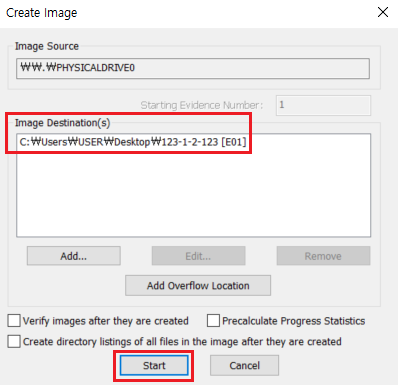 Create Image
Image Source
₩₩.₩PHYSICALDRIVE0
Starting Evidence Number: 1
Image Destination(s)
C:₩Users₩USER₩Desktop₩123-1-2-123 [E01]
Add... Edit... Remove
Add Overflow Location
Verify images after they are created Precalculate Progress Statistics
Create directory listings of all files in the image after they are created
Start Cancel